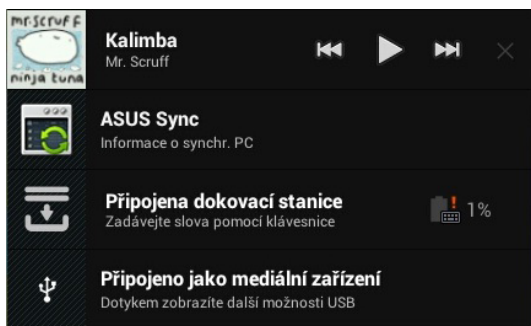 mr.scruff
ninja tuna
Kalimba
Mr. Scruff
ASUS Sync
Informace o synchr. PC
Připojena dokovací stanice
Zadávejte slova pomocí klávesnice
1%
Připojeno jako mediální zařízení
Dotykem zobrazíte další možnosti USB